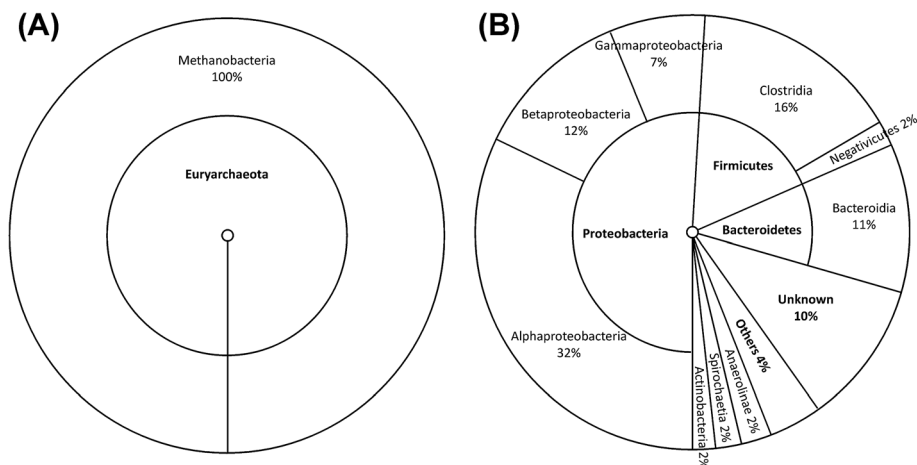 (A)
Methanobacteria
100%
Euryarchaeota
(B)
Gammaproteobacteria
7%
Clostridia
16%
Betaproteobacteria
12%
Negativicutes 2%
Firmicutes
Bacteroidia
11%
Proteobacteria
Bacteroidetes
Unknown
10%
Alphaproteobacteria
32%
Others 4%
Anaerolinae 2%
Spirochaetia 2%
Actinobacteria 2%